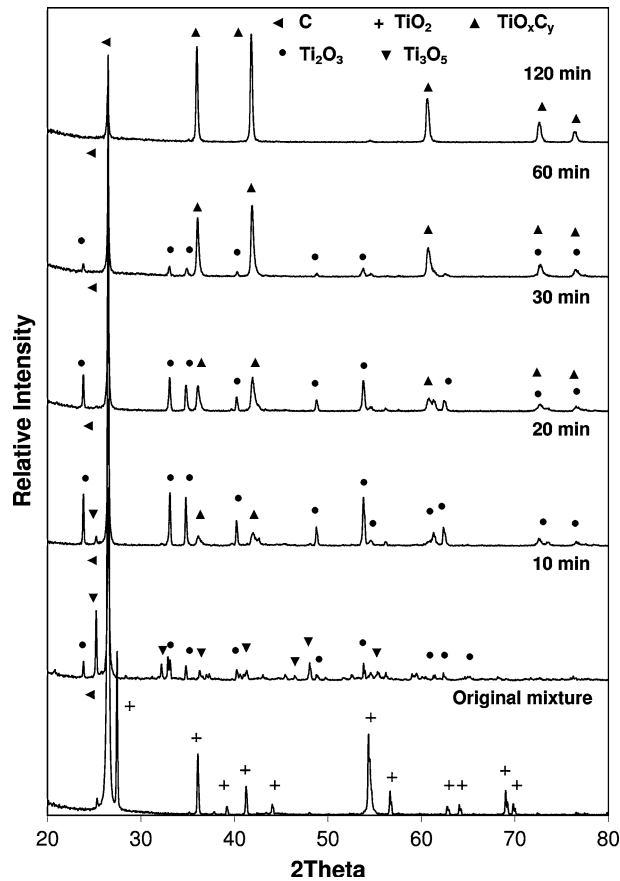 ◄ C + TiO₂ ▲ TiOₓCᵧ
● Ti₂O₃ ▼ Ti₃O₅
120 min
60 min
30 min
20 min
10 min
Original mixture
Relative Intensity
20 30 40 50 60 70 80
2Theta